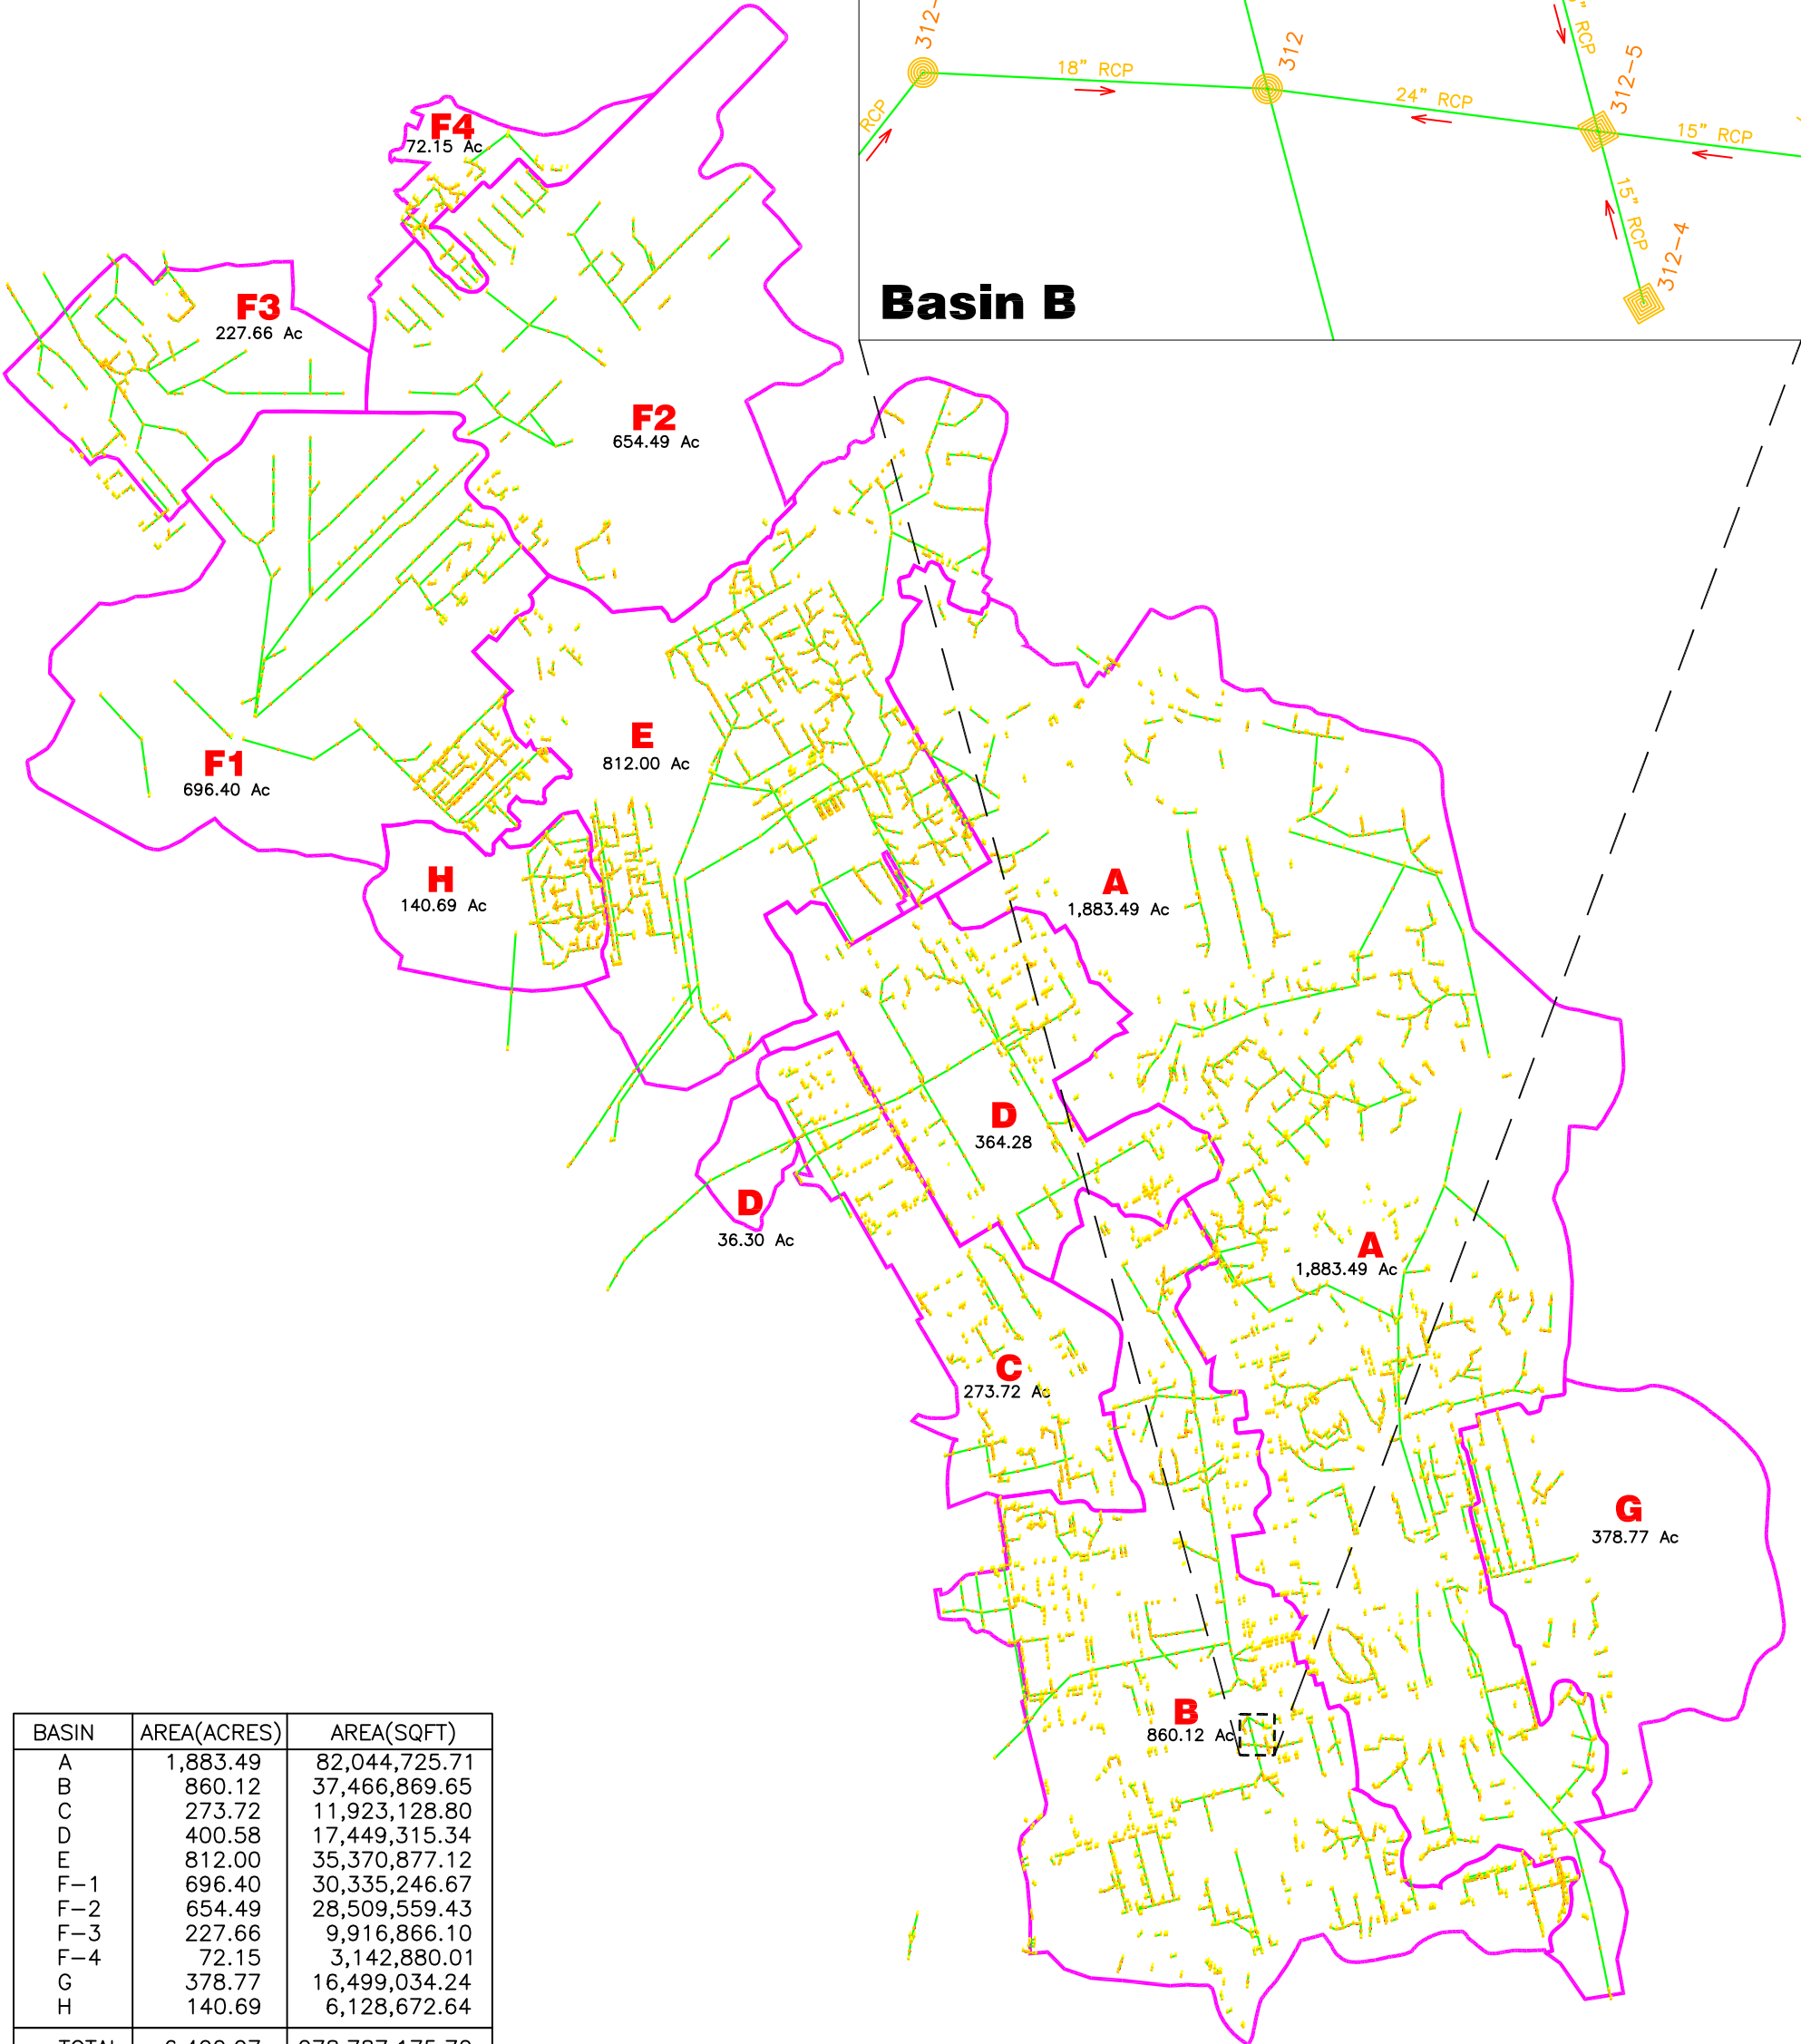 312
312-5
312-4
18" RCP
24" RCP
15" RCP
RCP
RCP
15" RCP
Basin B
F4
72.15 Ac
F3
227.66 Ac
F2
654.49 Ac
F1
696.40 Ac
E
812.00 Ac
H
140.69 Ac
A
1,883.49 Ac
D
364.28
D
36.30 Ac
A
1,883.49 Ac
C
273.72 Ac
G
378.77 Ac
B
860.12 Ac
BASIN AREA(ACRES) AREA(SQFT)
A 1,883.49 82,044,725.71
B 860.12 37,466,869.65
C 273.72 11,923,128.80
D 400.58 17,449,315.34
E 812.00 35,370,877.12
F-1 696.40 30,335,246.67
F-2 654.49 28,509,559.43
F-3 227.66 9,916,866.10
F-4 72.15 3,142,880.01
G 378.77 16,499,034.24
H 140.69 6,128,672.64
TOTAL